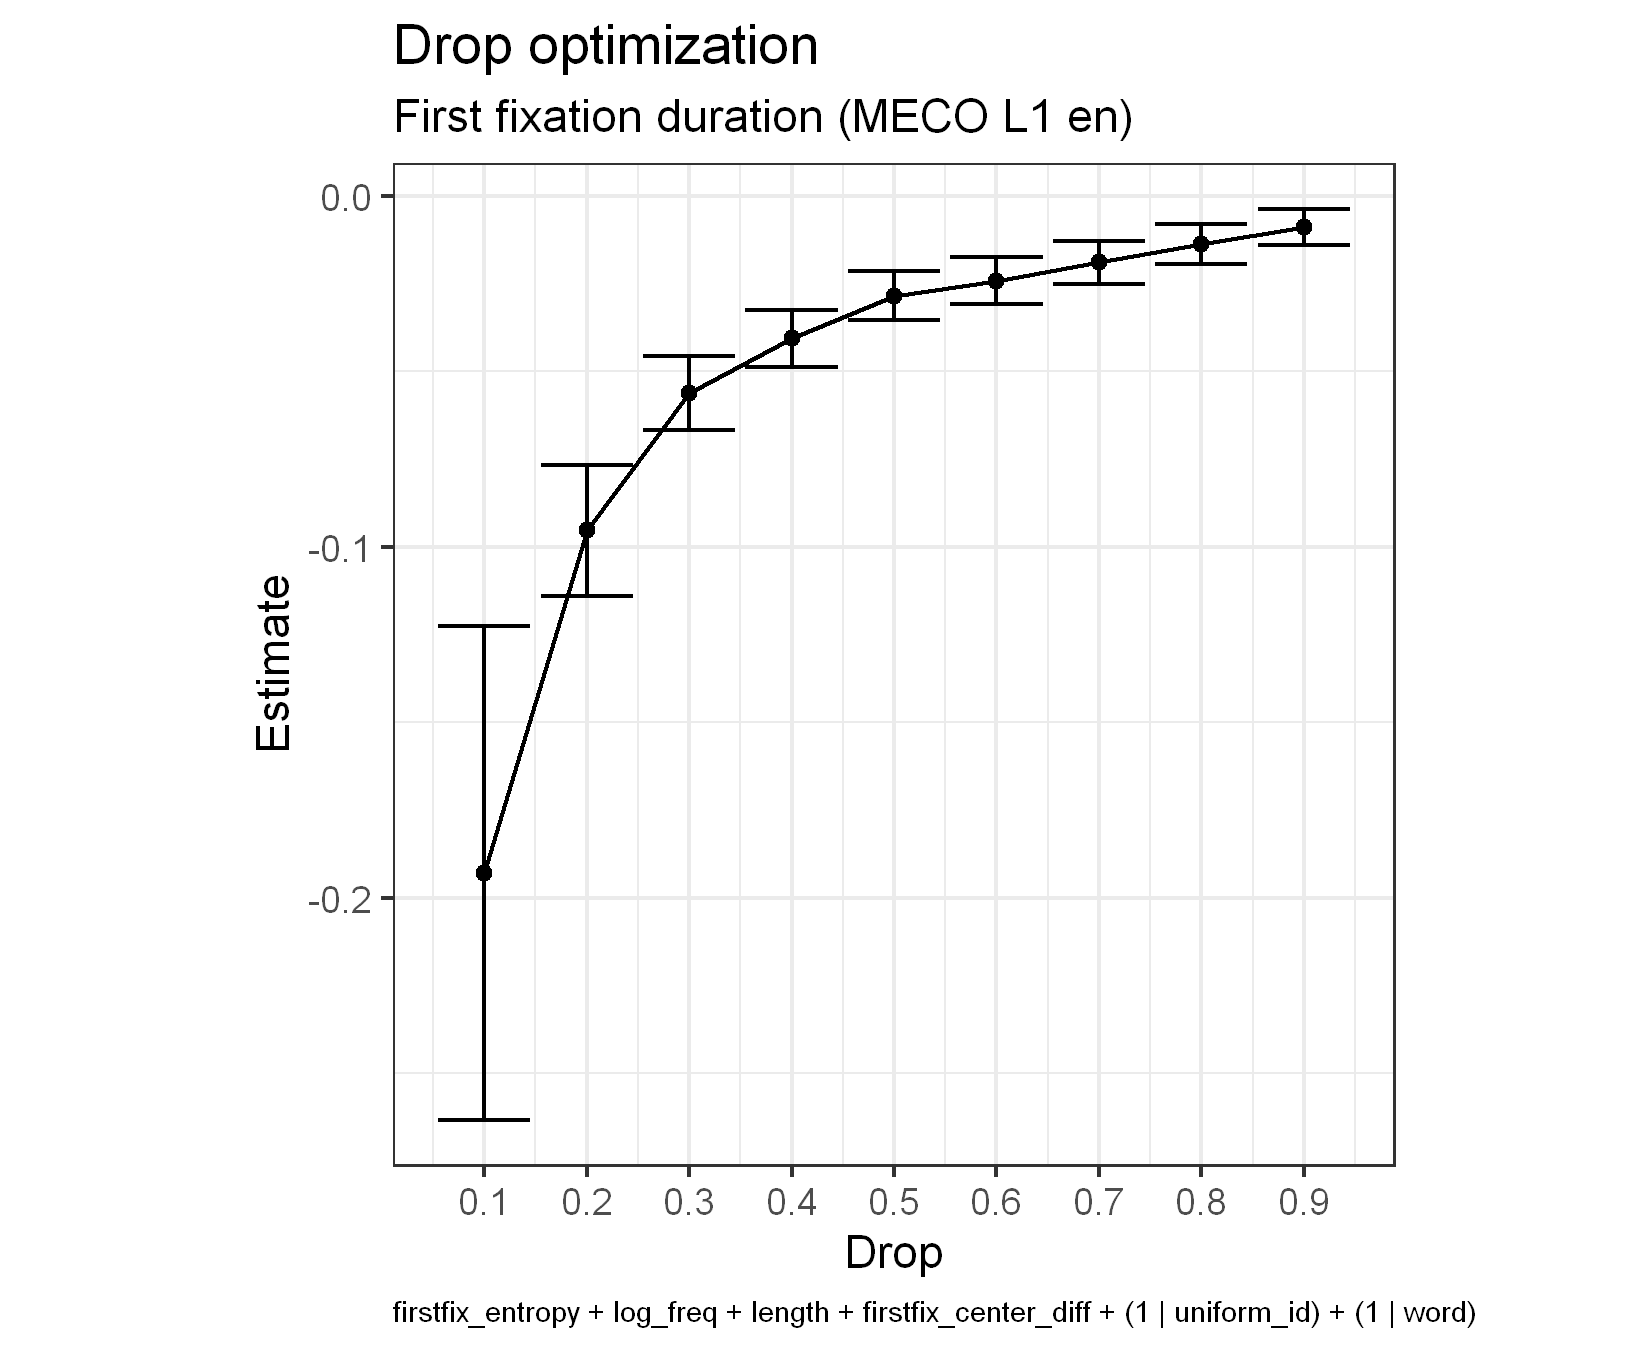 Drop optimization
First fixation duration (MECO L1 en)
0.0
-0.1
-0.2
Estimate
0.1 0.2 0.3 0.4 0.5 0.6 0.7 0.8 0.9
Drop
firstfix_entropy + log_freq + length + firstfix_center_diff + (1 | uniform_id) + (1 | word)